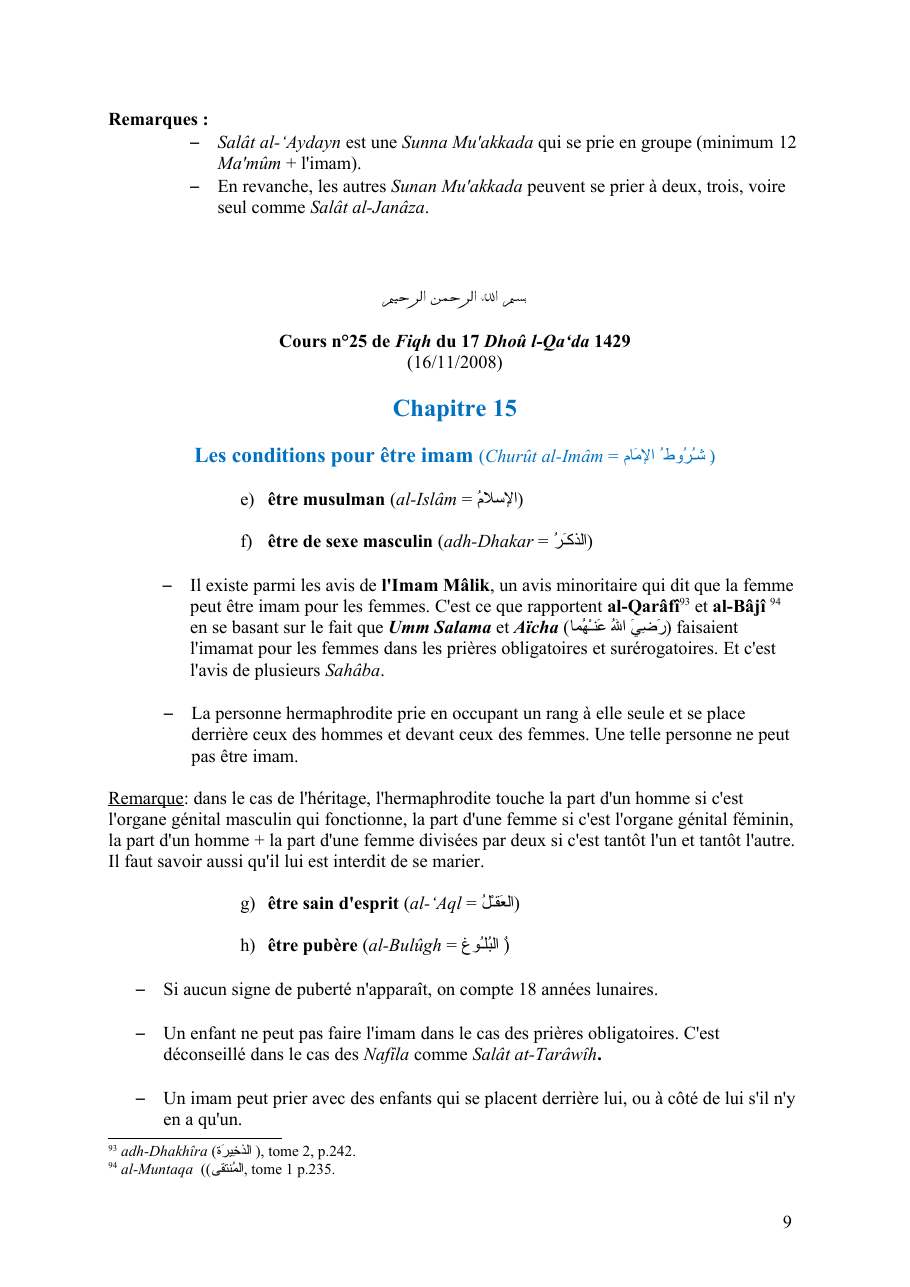 Remarques :
– Salât al-‘Aydayn est une Sunna Mu'akkada qui se prie en groupe (minimum 12
Ma'mûm + l'imam).
– En revanche, les autres Sunan Mu'akkada peuvent se prier à deux, trois, voire
seul comme Salât al-Janâza.
بسم الله الرحمن الرحيم
Cours n°25 de Fiqh du 17 Dhoû l-Qa‘da 1429
(16/11/2008)
Chapitre 15
Les conditions pour être imam (Churût al-Imâm = شُـرُوطُ الإمَام )
e) être musulman (al-Islâm = الإسلامُ)
f) être de sexe masculin (adh-Dhakar = الذكَـرُ)
– Il existe parmi les avis de l'Imam Mâlik, un avis minoritaire qui dit que la femme
peut être imam pour les femmes. C'est ce que rapportent al-Qarâfî93 et al-Bâjî 94
en se basant sur le fait que Umm Salama et Aïcha (رَضِيَ اللهُ عَنـْـهُما) faisaient
l'imamat pour les femmes dans les prières obligatoires et surérogatoires. Et c'est
l'avis de plusieurs Sahâba.
– La personne hermaphrodite prie en occupant un rang à elle seule et se place
derrière ceux des hommes et devant ceux des femmes. Une telle personne ne peut
pas être imam.
Remarque: dans le cas de l'héritage, l'hermaphrodite touche la part d'un homme si c'est
l'organe génital masculin qui fonctionne, la part d'une femme si c'est l'organe génital féminin,
la part d'un homme + la part d'une femme divisées par deux si c'est tantôt l'un et tantôt l'autre.
Il faut savoir aussi qu'il lui est interdit de se marier.
g) être sain d'esprit (al-‘Aql = العَقـْـلُ)
h) être pubère (al-Bulûgh = البُلـُـوغ ُ)
– Si aucun signe de puberté n'apparaît, on compte 18 années lunaires.
– Un enfant ne peut pas faire l'imam dans le cas des prières obligatoires. C'est
déconseillé dans le cas des Nafîla comme Salât at-Tarâwîh.
– Un imam peut prier avec des enfants qui se placent derrière lui, ou à côté de lui s'il n'y
en a qu'un.
93 adh-Dhakhîra (الذخيرَة ), tome 2, p.242.
94 al-Muntaqa ((المُنتقى, tome 1 p.235.
9